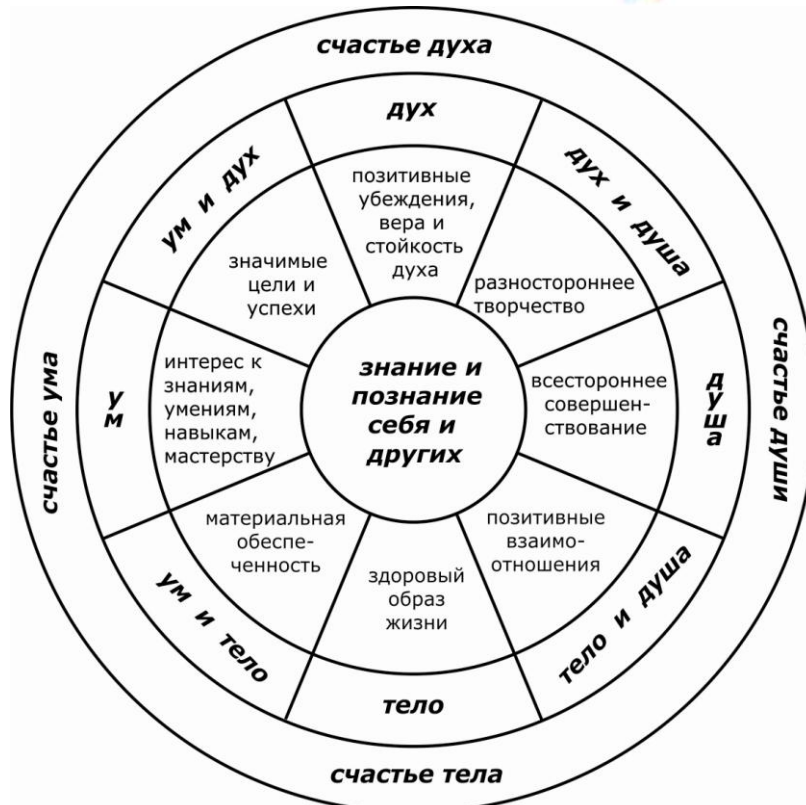 счастье духа
дух
ум и дух
дух и душа
позитивные
убеждения,
вера и
стойкость
духа
значимые
цели и
успехи
разностороннее
творчество
счастье ума
ум
интерес к
знаниям,
умениям,
навыкам,
мастерству
знание и
познание
себя и
других
всестороннее
совершен-
ствование
душа
счастье души
материальная
обеспе-
ченность
здоровый
образ
жизни
позитивные
взаимо-
отношения
ум и тело
тело
тело и душа
счастье тела